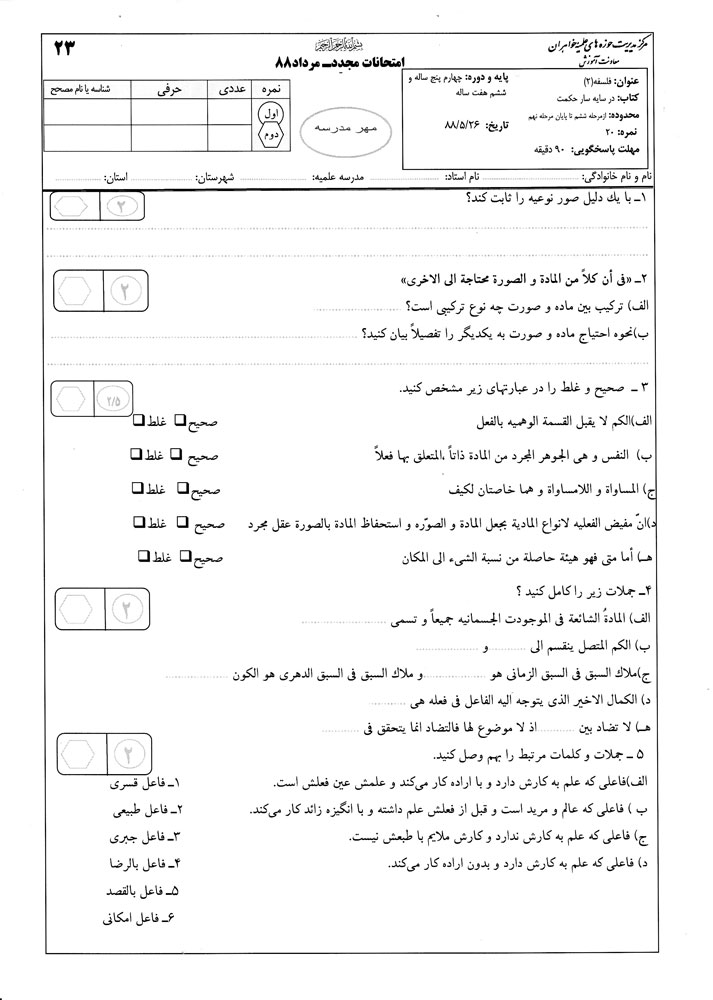 مرکز مدیریت حوزه های علمیه خواهران
معاونت آموزش
بسم الله الرحمن الرحیم
امتحانات مجدد ـ مرداد ۸۸
۲۳
عنوان: فلسفه(۲)
کتاب: در سایه سار حکمت
محدوده: ازمرحله ششم تا پایان مرحله نهم
نمره: ۲۰
مهلت پاسخگویی: ۹۰ دقیقه
پایه و دوره: چهارم پنج ساله و
ششم هفت ساله
تاریخ: ۸۸/۵/۲۶
مهر مدرسه
نمره عددی حرفی شناسه یا نام مصحح
اول
دوم
نام و نام خانوادگی: نام استاد: مدرسه علمیه: شهرستان: استان:
۱ـ با یك دلیل صور نوعیه را ثابت کند؟
۲
۲ـ «فی أن کلاً من المادة و الصورة محتاجة الی الاخری»
۲
الف) ترکیب بین ماده و صورت چه نوع ترکیبی است؟
ب)نحوه احتیاج ماده و صورت به یکدیگر را تفصیلاً بیان کنید؟
۳ ـ صحیح و غلط را در عبارتهای زیر مشخص کنید.
۲/۵
الف)الکم لا یقبل القسمة الوهمیه بالفعل صحیح غلط
ب) النفس و هی الجوهر المجرد من المادة ذاتاً ،المتعلق بها فعلاً صحیح غلط
ج) المساواة و اللامساواة و هما خاصتان لکیف صحیح غلط
د)انّ مفیض الفعلیه لانواع المادیة بجعل المادة و الصوّره و استحفاظ المادة بالصورة عقل مجرد صحیح غلط
هـ) أما متی فهو هیئة حاصلة من نسبة الشیء الی المکان صحیح غلط
۴ـ جملات زیر را کامل کنید ؟
۲
الف) المادةُ الشائعة فی الموجودت الجسمانیه جمیعاً و تسمی
ب) الکم المتصل ینقسم الی و
ج)ملاك السبق فی السبق الزمانی هو و ملاك السبق فی السبق الدهری هو الکون
د) الکمال الاخیر الذی یتوجه الیه الفاعل فی فعله هی
هـ) لا تضاد بین اذ لا موضوع لها فالتضاد انما یتحقق فی
۵ ـ جملات و کلمات مرتبط را بهم وصل کنید.
۲
الف)فاعلی که علم به کارش دارد و با اراده کار می‌کند و علمش عین فعلش است. ۱ـ فاعل قسری
ب ) فاعلی که عالم و مرید است و قبل از فعلش علم داشته و با انگیزه زائد کار می‌کند. ۲ـ فاعل طبیعی
ج) فاعلی که علم به کارش ندارد و کارش ملایم با طبعش نیست. ۳ـ فاعل جبری
د) فاعلی که علم به کارش دارد و بدون اراده کار می‌کند. ۴ـ فاعل بالرضا
۵ـ فاعل بالقصد
۶ـ فاعل امکانی